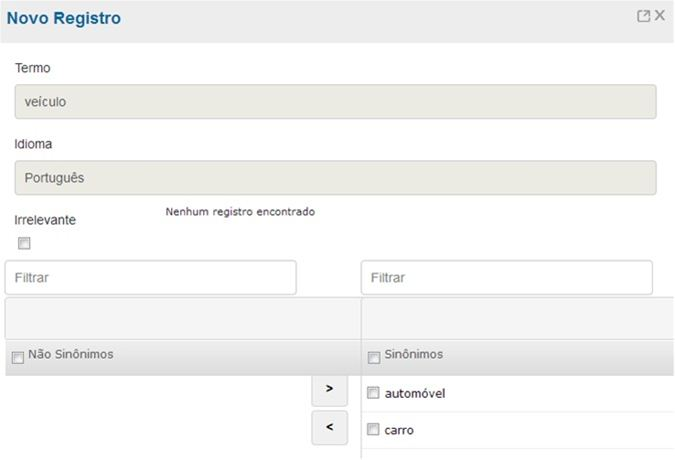 Novo Registro
Termo
veículo
Idioma
Português
Irrelevante
Nenhum registro encontrado
Filtrar
Filtrar
Não Sinônimos
Sinônimos
>
automóvel
<
carro